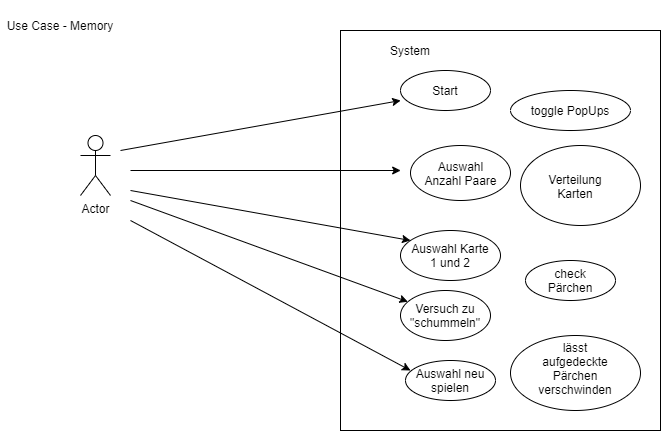 Use Case - Memory
System
Start
toggle PopUps
Auswahl
Anzahl Paare
Verteilung
Karten
Actor
Auswahl Karte
1 und 2
check
Pärchen
Versuch zu
"schummeln"
Auswahl neu
spielen
lässt
aufgedeckte
Pärchen
verschwinden